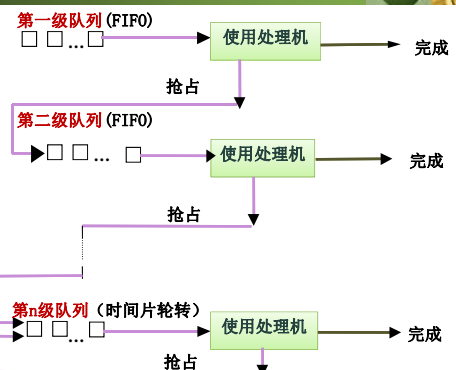 第一级队列(FIFO)
… 使用处理机
完成
抢占
第二级队列(FIFO)
… 使用处理机
完成
抢占
第n级队列（时间片轮转）
… 使用处理机
完成
抢占